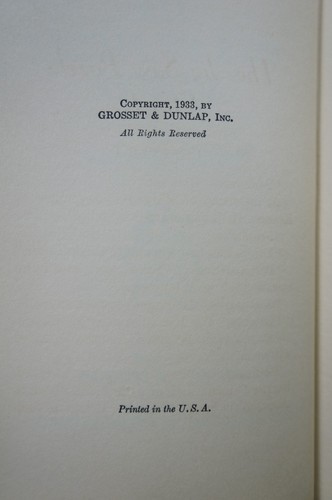 Copyright, 1933, by
GROSSET & DUNLAP, Inc.
All Rights Reserved
Printed in the U. S. A.